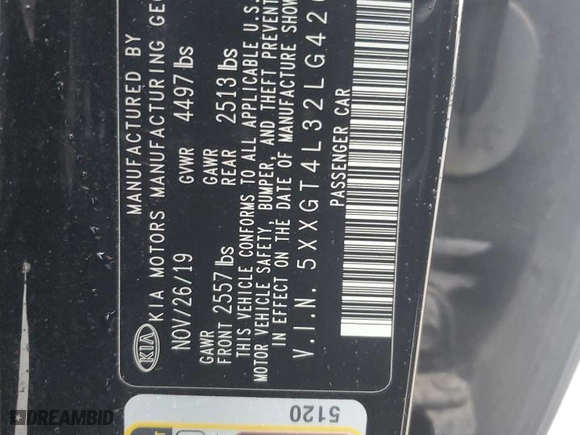 MANUFACTURED BY
KIA KIA MOTORS MANUFACTURING
NOV/26/19 GVWR 4497 lbs
GAWR GAWR
FRONT 2557 lbs REAR 2513 lbs
THIS VEHICLE CONFORMS TO ALL APPLICABLE U.S.
MOTOR VEHICLE SAFETY, BUMPER, AND THEFT PREVENT
IN EFFECT ON THE DATE OF MANUFACTURE SHOW
V.I.N. 5XXGT4L32LG42
PASSENGER CAR
5120
DREAMBID